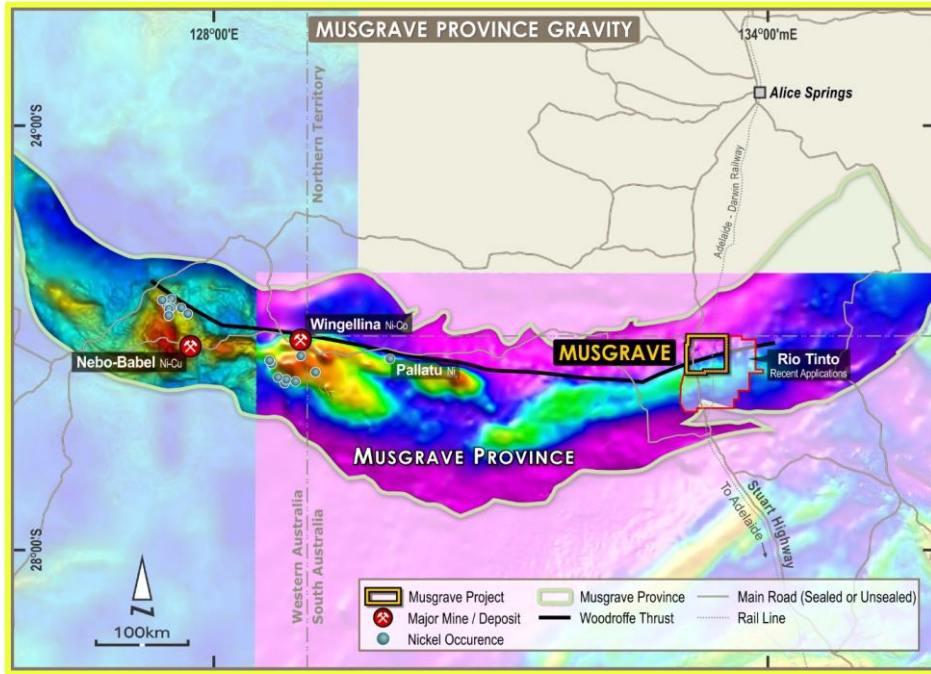 MUSGRAVE PROVINCE GRAVITY
128°00'E
134°00'mE
24°00'S
28°00'S
Alice Springs
Northern Territory
Adelaide - Darwin Railway
Wingellina Ni-Co
Nebo-Babel Ni-Cu
Pallatu Ni
MUSGRAVE
Rio Tinto
Recent Applications
MUSGRAVE PROVINCE
To Adelaide
Stuart Highway
Western Australia
South Australia
N
100km
Musgrave Project
Major Mine / Deposit
Nickel Occurence
Musgrave Province
Woodroffe Thrust
Main Road (Sealed or Unsealed)
Rail Line